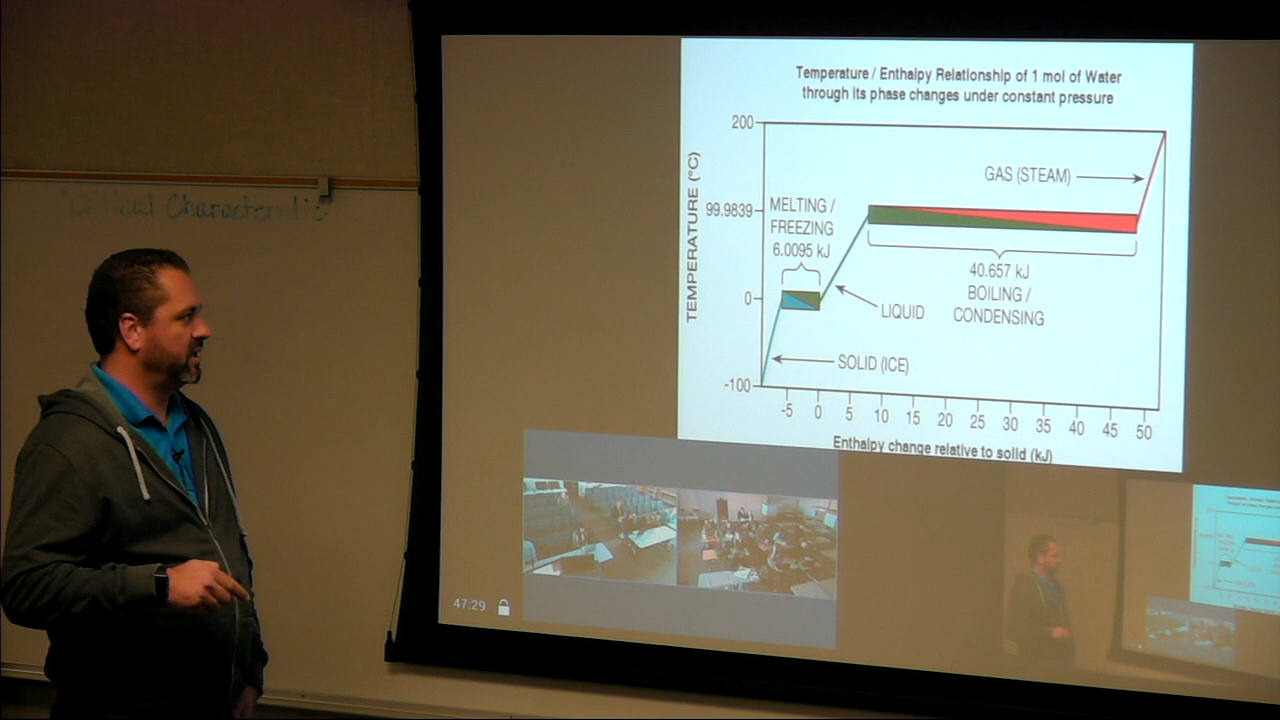 Critical Characteristic
Temperature / Enthalpy Relationship of 1 mol of Water
through its phase changes under constant pressure
200
GAS (STEAM)
TEMPERATURE (°C)
99.9839
MELTING /
FREEZING
6.0095 kJ
40.657 kJ
BOILING /
CONDENSING
0
LIQUID
SOLID (ICE)
-100
-5 0 5 10 15 20 25 30 35 40 45 50
Enthalpy change relative to solid (kJ)
47:29